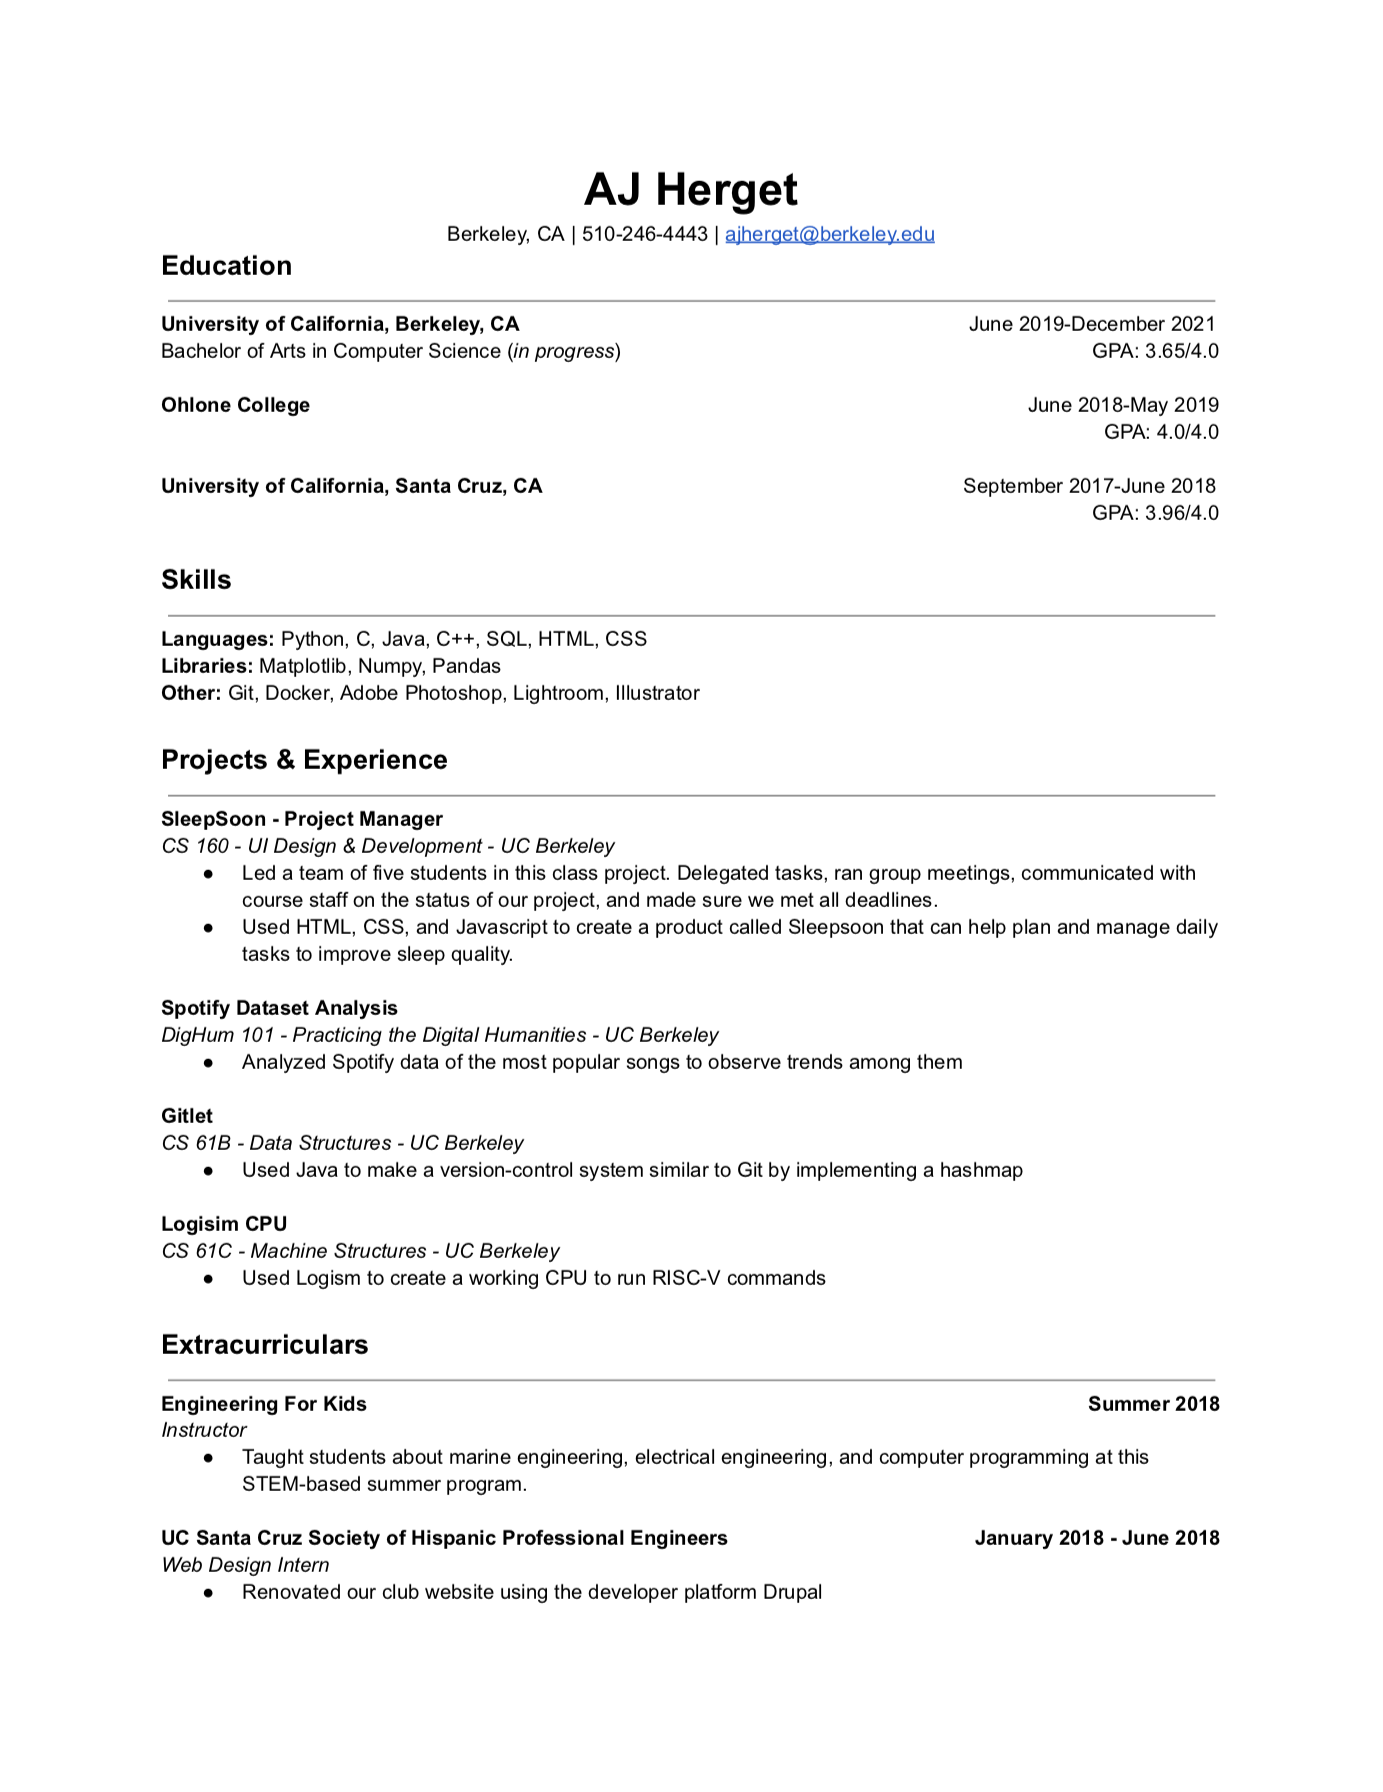 AJ Herget
Berkeley, CA | 510-246-4443 | ajherget@berkeley.edu
Education
University of California, Berkeley, CA June 2019-December 2021
Bachelor of Arts in Computer Science (in progress) GPA: 3.65/4.0
Ohlone College June 2018-May 2019
GPA: 4.0/4.0
University of California, Santa Cruz, CA September 2017-June 2018
GPA: 3.96/4.0
Skills
Languages: Python, C, Java, C++, SQL, HTML, CSS
Libraries: Matplotlib, Numpy, Pandas
Other: Git, Docker, Adobe Photoshop, Lightroom, Illustrator
Projects & Experience
SleepSoon - Project Manager
CS 160 - UI Design & Development - UC Berkeley
● Led a team of five students in this class project. Delegated tasks, ran group meetings, communicated with
course staff on the status of our project, and made sure we met all deadlines.
● Used HTML, CSS, and Javascript to create a product called Sleepsoon that can help plan and manage daily
tasks to improve sleep quality.
Spotify Dataset Analysis
DigHum 101 - Practicing the Digital Humanities - UC Berkeley
● Analyzed Spotify data of the most popular songs to observe trends among them
Gitlet
CS 61B - Data Structures - UC Berkeley
● Used Java to make a version-control system similar to Git by implementing a hashmap
Logisim CPU
CS 61C - Machine Structures - UC Berkeley
● Used Logism to create a working CPU to run RISC-V commands
Extracurriculars
Engineering For Kids Summer 2018
Instructor
● Taught students about marine engineering, electrical engineering, and computer programming at this
STEM-based summer program.
UC Santa Cruz Society of Hispanic Professional Engineers January 2018 - June 2018
Web Design Intern
● Renovated our club website using the developer platform Drupal